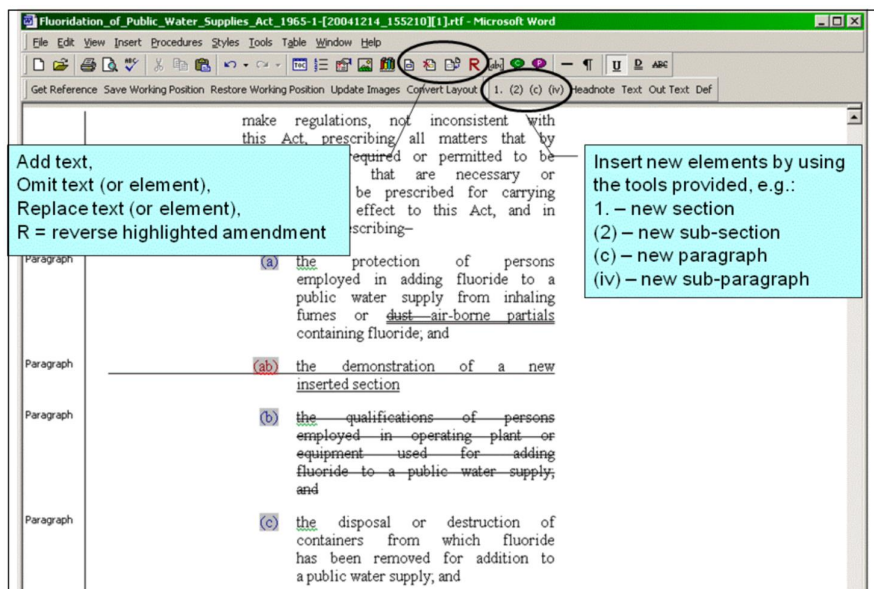 Fluoridation_of_Public_Water_Supplies_Act_1965-1-[20041214_155210][1].rtf - Microsoft Word
File Edit View Insert Procedures Styles Tools Table Window Help
Get Reference Save Working Position Restore Working Position Update Images Convert Layout 1. (2) (c) (iv) Headnote Text Out Text Def
make regulations, not inconsistent with
this Act, prescribing all matters that by
required or permitted to be
that are necessary or
be prescribed for carrying
effect to this Act, and in
Add text,
Omit text (or element),
Replace text (or element),
R = reverse highlighted amendment
Insert new elements by using
the tools provided, e.g.:
1. – new section
(2) – new sub-section
(c) – new paragraph
(iv) – new sub-paragraph
Paragraph (a) the protection of persons
employed in adding fluoride to a
public water supply from inhaling
fumes or dust air-borne partials
containing fluoride; and
Paragraph (ab) the demonstration of a new
inserted section
Paragraph (b) the qualifications of persons
employed in operating plant or
equipment used for adding
fluoride to a public water supply;
and
Paragraph (c) the disposal or destruction of
containers from which fluoride
has been removed for addition to
a public water supply; and